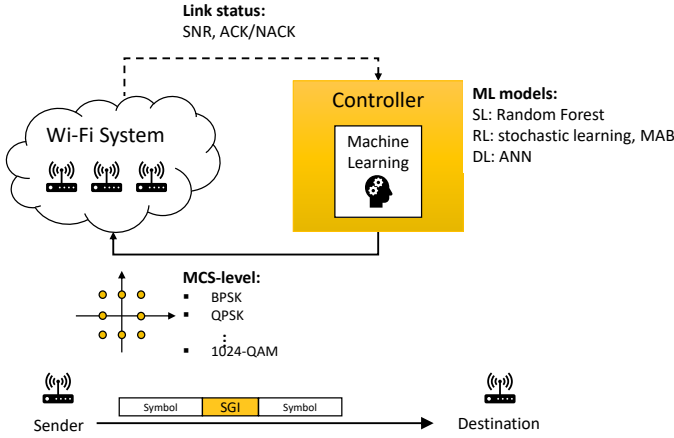 Link status:
SNR, ACK/NACK
Wi-Fi System
Controller
Machine
Learning
ML models:
SL: Random Forest
RL: stochastic learning, MAB
DL: ANN
MCS-level:
▪ BPSK
▪ QPSK
⋮
▪ 1024-QAM
Symbol SGI Symbol
Sender
Destination